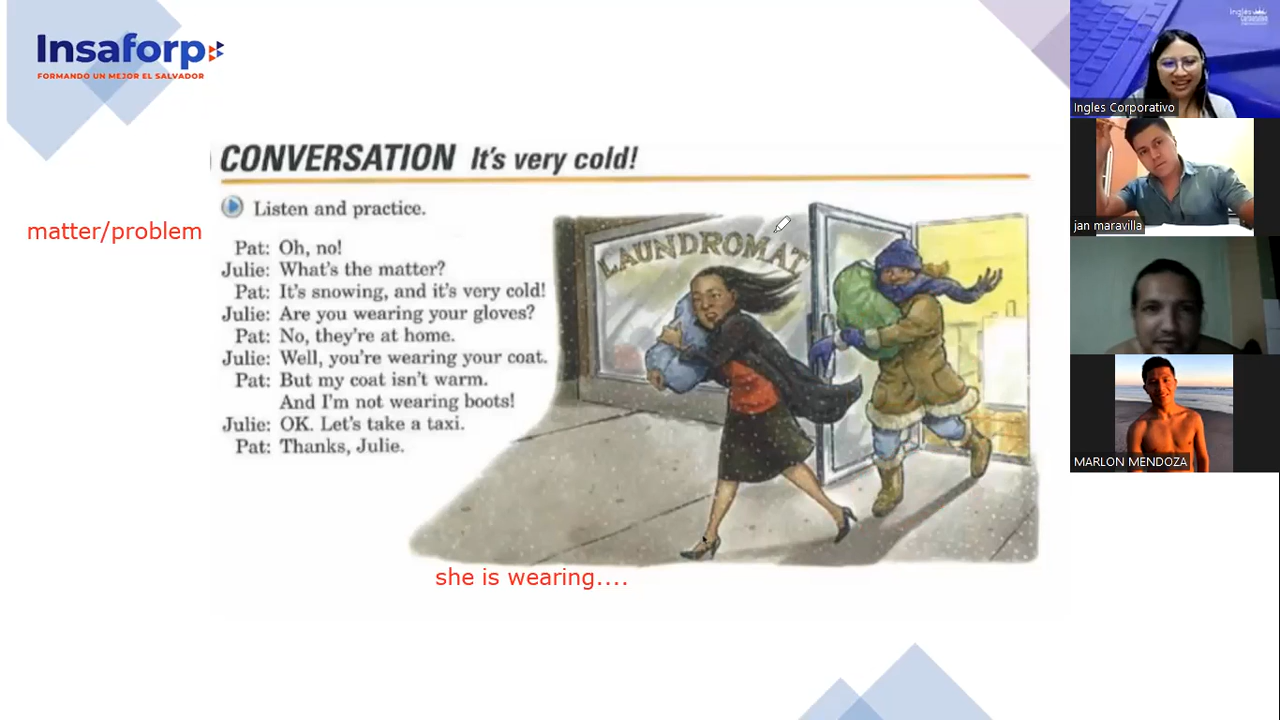 Insaforp
FORMANDO UN MEJOR EL SALVADOR
CONVERSATION It's very cold!
Listen and practice.
matter/problem
Pat: Oh, no!
Julie: What's the matter?
Pat: It's snowing, and it's very cold!
Julie: Are you wearing your gloves?
Pat: No, they're at home.
Julie: Well, you're wearing your coat.
Pat: But my coat isn't warm.
And I'm not wearing boots!
Julie: OK. Let's take a taxi.
Pat: Thanks, Julie.
LAUNDROMAT
she is wearing....
Ingles Corporativo
jan maravilla
MARLON MENDOZA